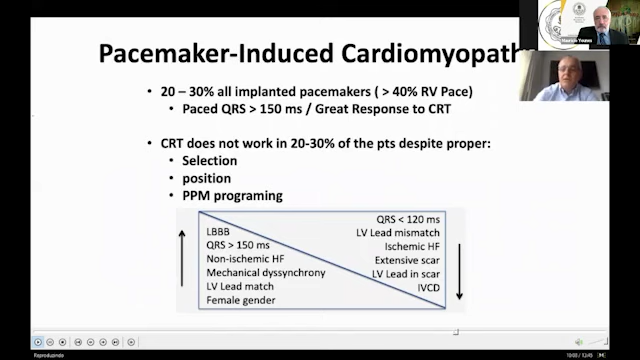 Pacemaker-Induced Cardiomyopath
20 – 30% all implanted pacemakers ( > 40% RV Pace)
Paced QRS > 150 ms / Great Response to CRT
CRT does not work in 20-30% of the pts despite proper:
Selection
position
PPM programing
LBBB
QRS > 150 ms
Non-ischemic HF
Mechanical dyssynchrony
LV Lead match
Female gender
QRS < 120 ms
LV Lead mismatch
Ischemic HF
Extensive scar
LV Lead in scar
IVCD
Reproduzindo